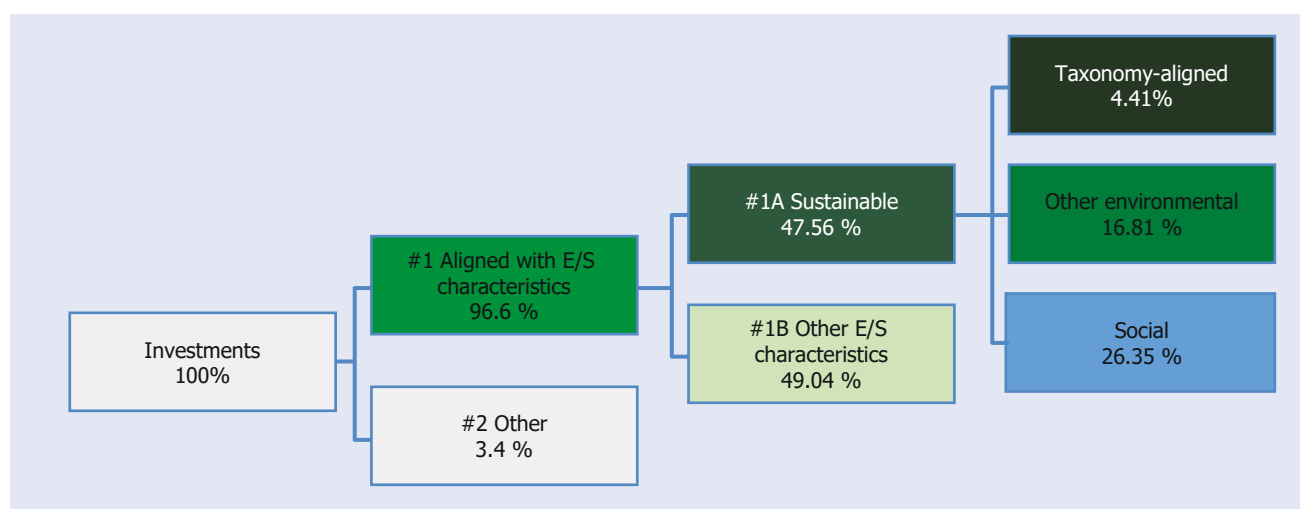 Investments
100%
#1 Aligned with E/S
characteristics
96.6 %
#2 Other
3.4 %
#1A Sustainable
47.56 %
#1B Other E/S
characteristics
49.04 %
Taxonomy-aligned
4.41%
Other environmental
16.81 %
Social
26.35 %